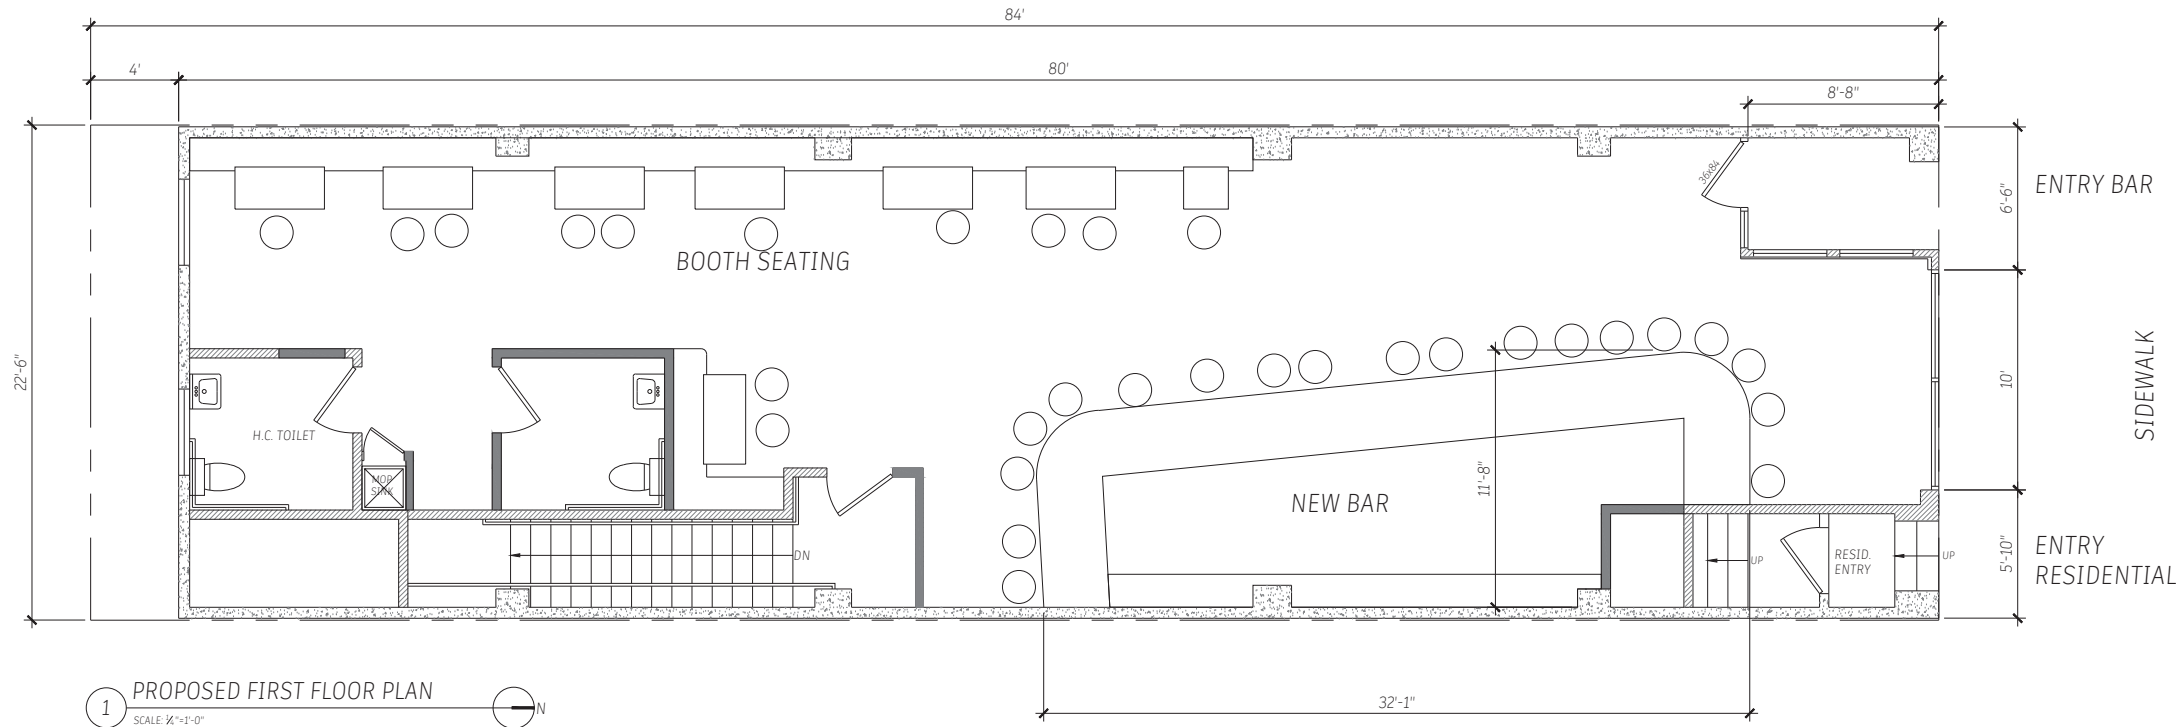 84'
4'
80'
8'-8"
36x84
ENTRY BAR
6'-6"
BOOTH SEATING
22'-6"
10'
SIDEWALK
H.C. TOILET
MOP
SINK
11'-8"
NEW BAR
DN
UP
RESID.
ENTRY
UP
5'-10"
ENTRY
RESIDENTIAL
32'-1"
1
PROPOSED FIRST FLOOR PLAN
N
SCALE: ¼"=1'-0"